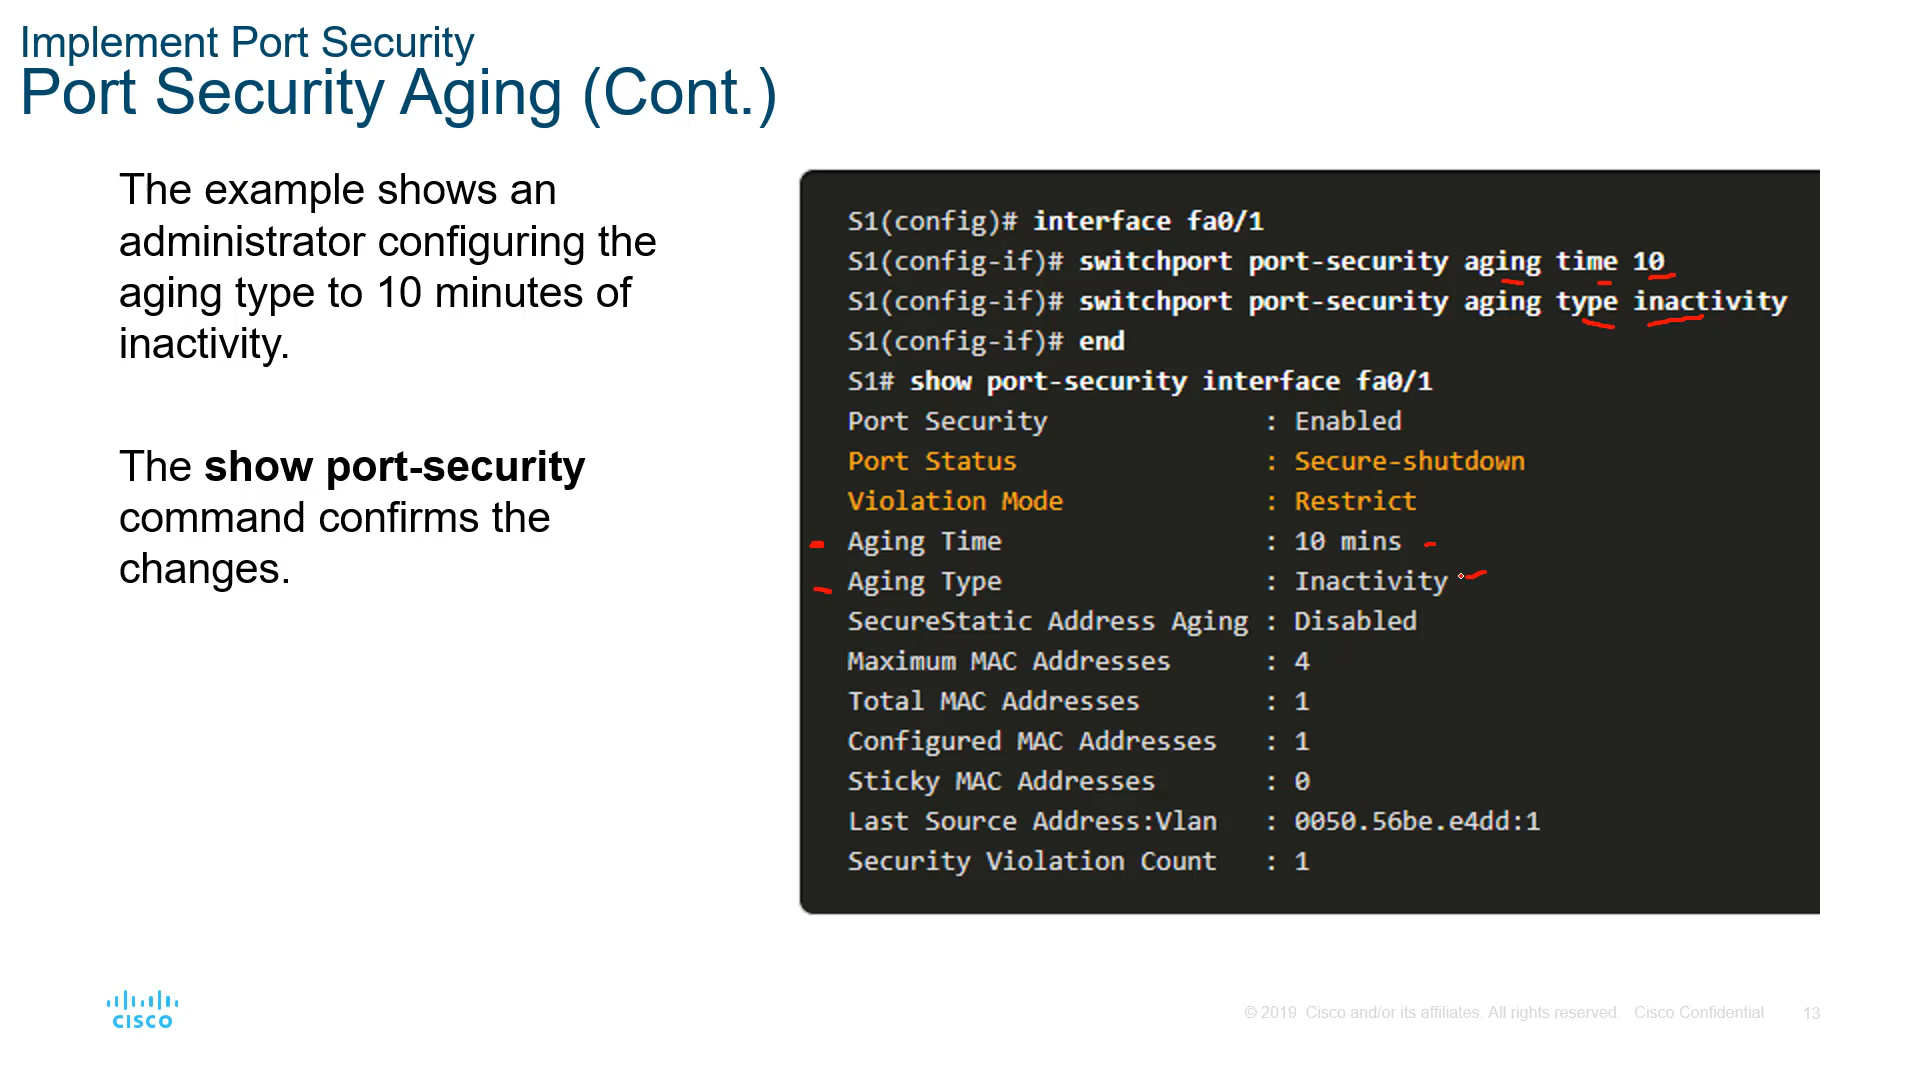 Implement Port Security
Port Security Aging (Cont.)
The example shows an
administrator configuring the
aging type to 10 minutes of
inactivity.
The show port-security
command confirms the
changes.
S1(config)# interface fa0/1
S1(config-if)# switchport port-security aging time 10
S1(config-if)# switchport port-security aging type inactivity
S1(config-if)# end
S1# show port-security interface fa0/1
Port Security : Enabled
Port Status : Secure-shutdown
Violation Mode : Restrict
Aging Time : 10 mins
Aging Type : Inactivity
SecureStatic Address Aging : Disabled
Maximum MAC Addresses : 4
Total MAC Addresses : 1
Configured MAC Addresses : 1
Sticky MAC Addresses : 0
Last Source Address:Vlan : 0050.56be.e4dd:1
Security Violation Count : 1
CISCO
© 2019 Cisco and/or its affiliates. All rights reserved. Cisco Confidential 13